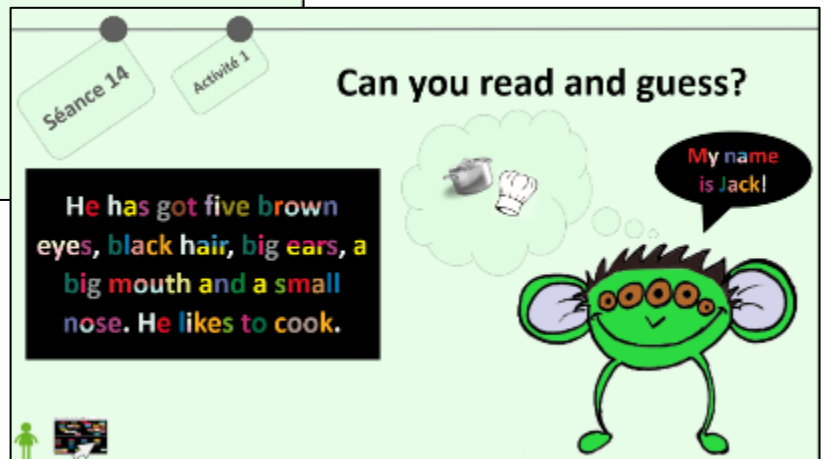 Séance 14
Activité 1
Can you read and guess?
He has got five brown
eyes, black hair, big ears, a
big mouth and a small
nose. He likes to cook.
My name
is Jack!